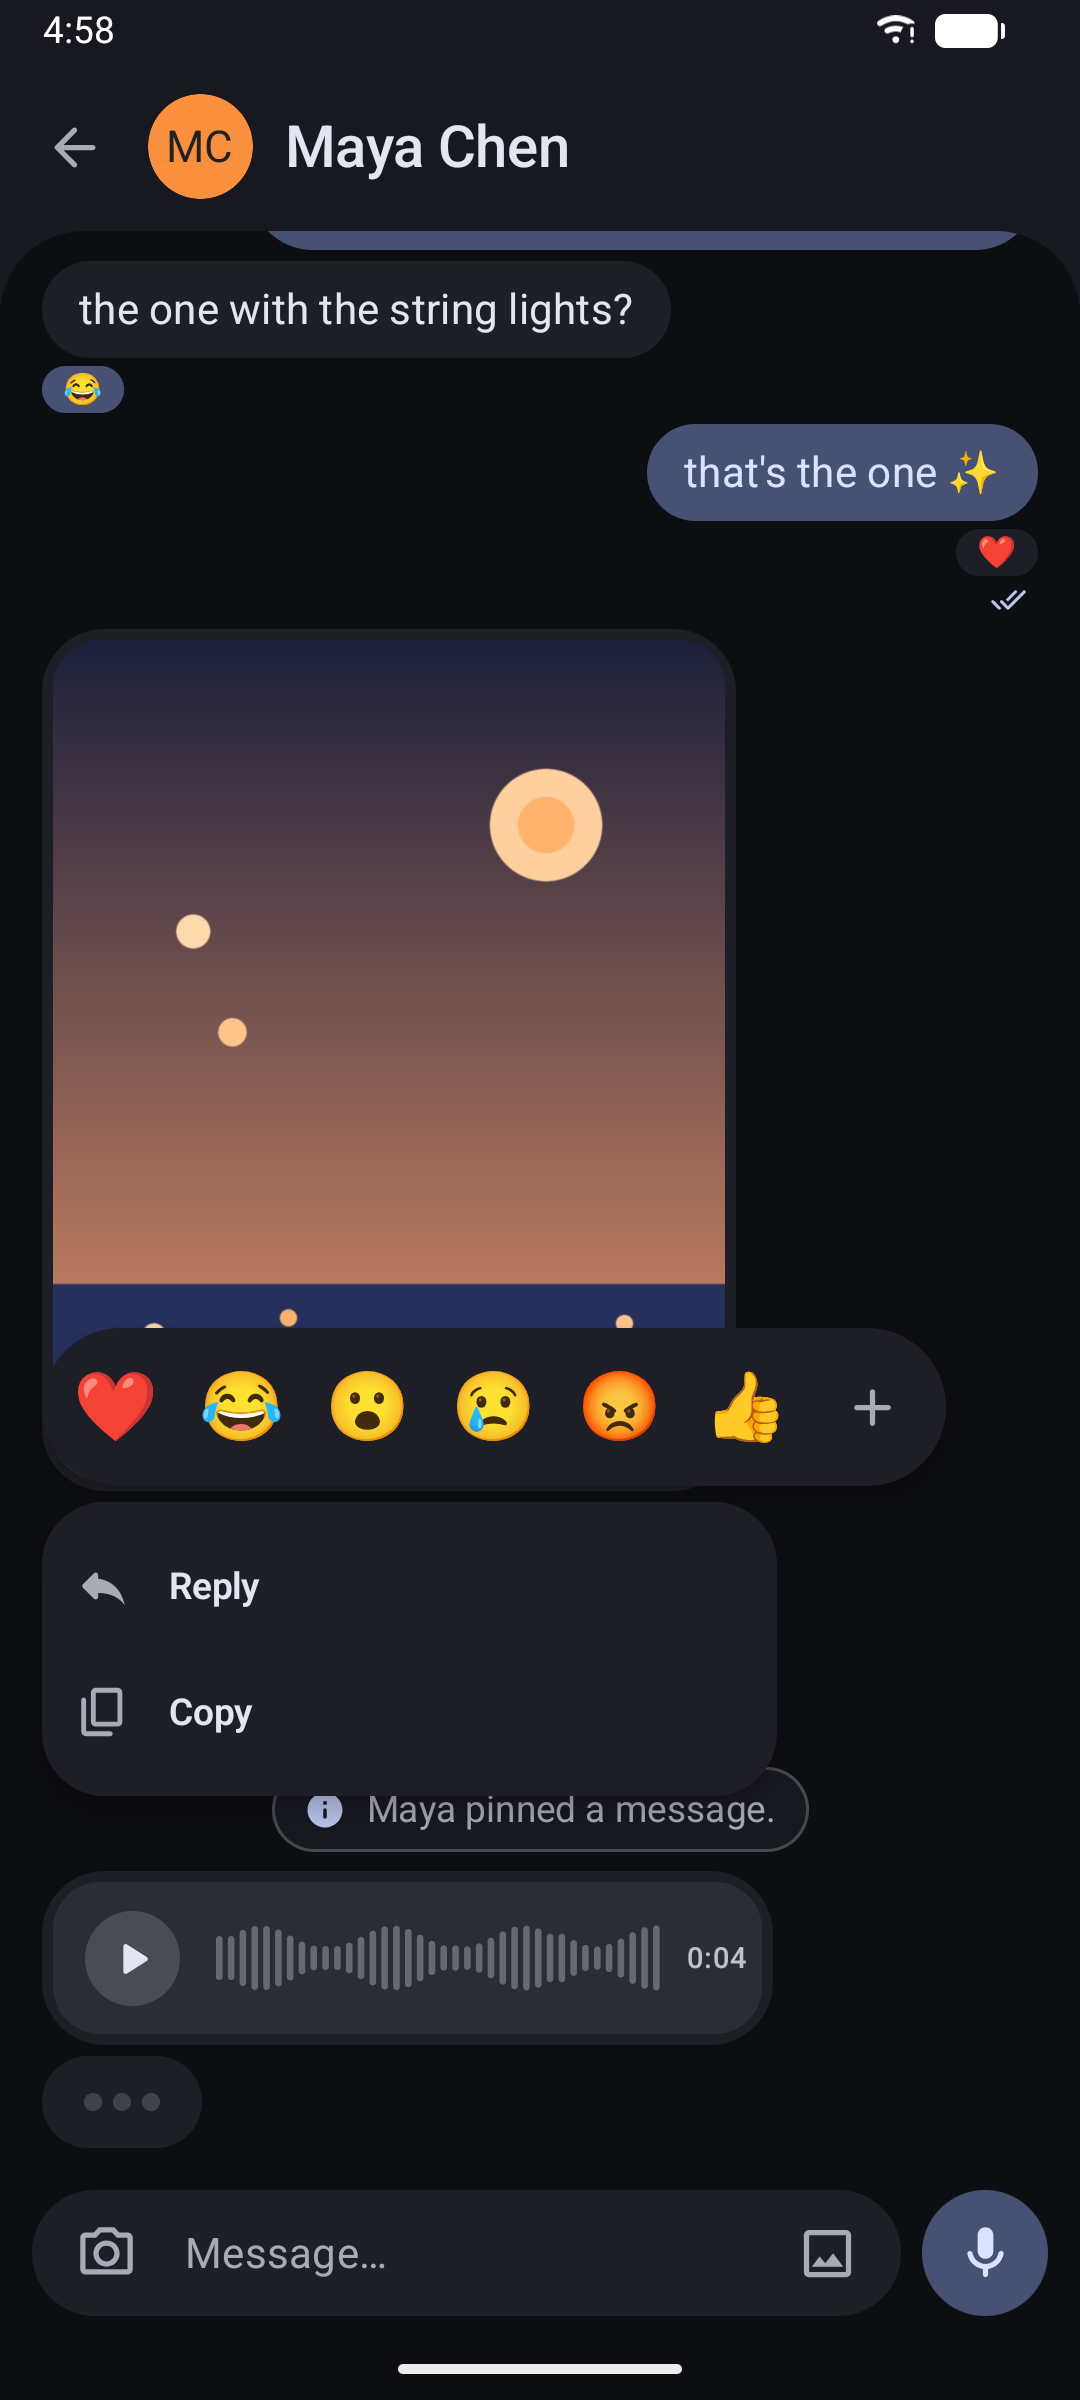 4:58
MC
Maya Chen
the one with the string lights?
😂
that's the one ✨
❤️
❤️ 😂 😮 😢 😡 👍 +
Reply
Copy
Maya pinned a message.
0:04
Message…